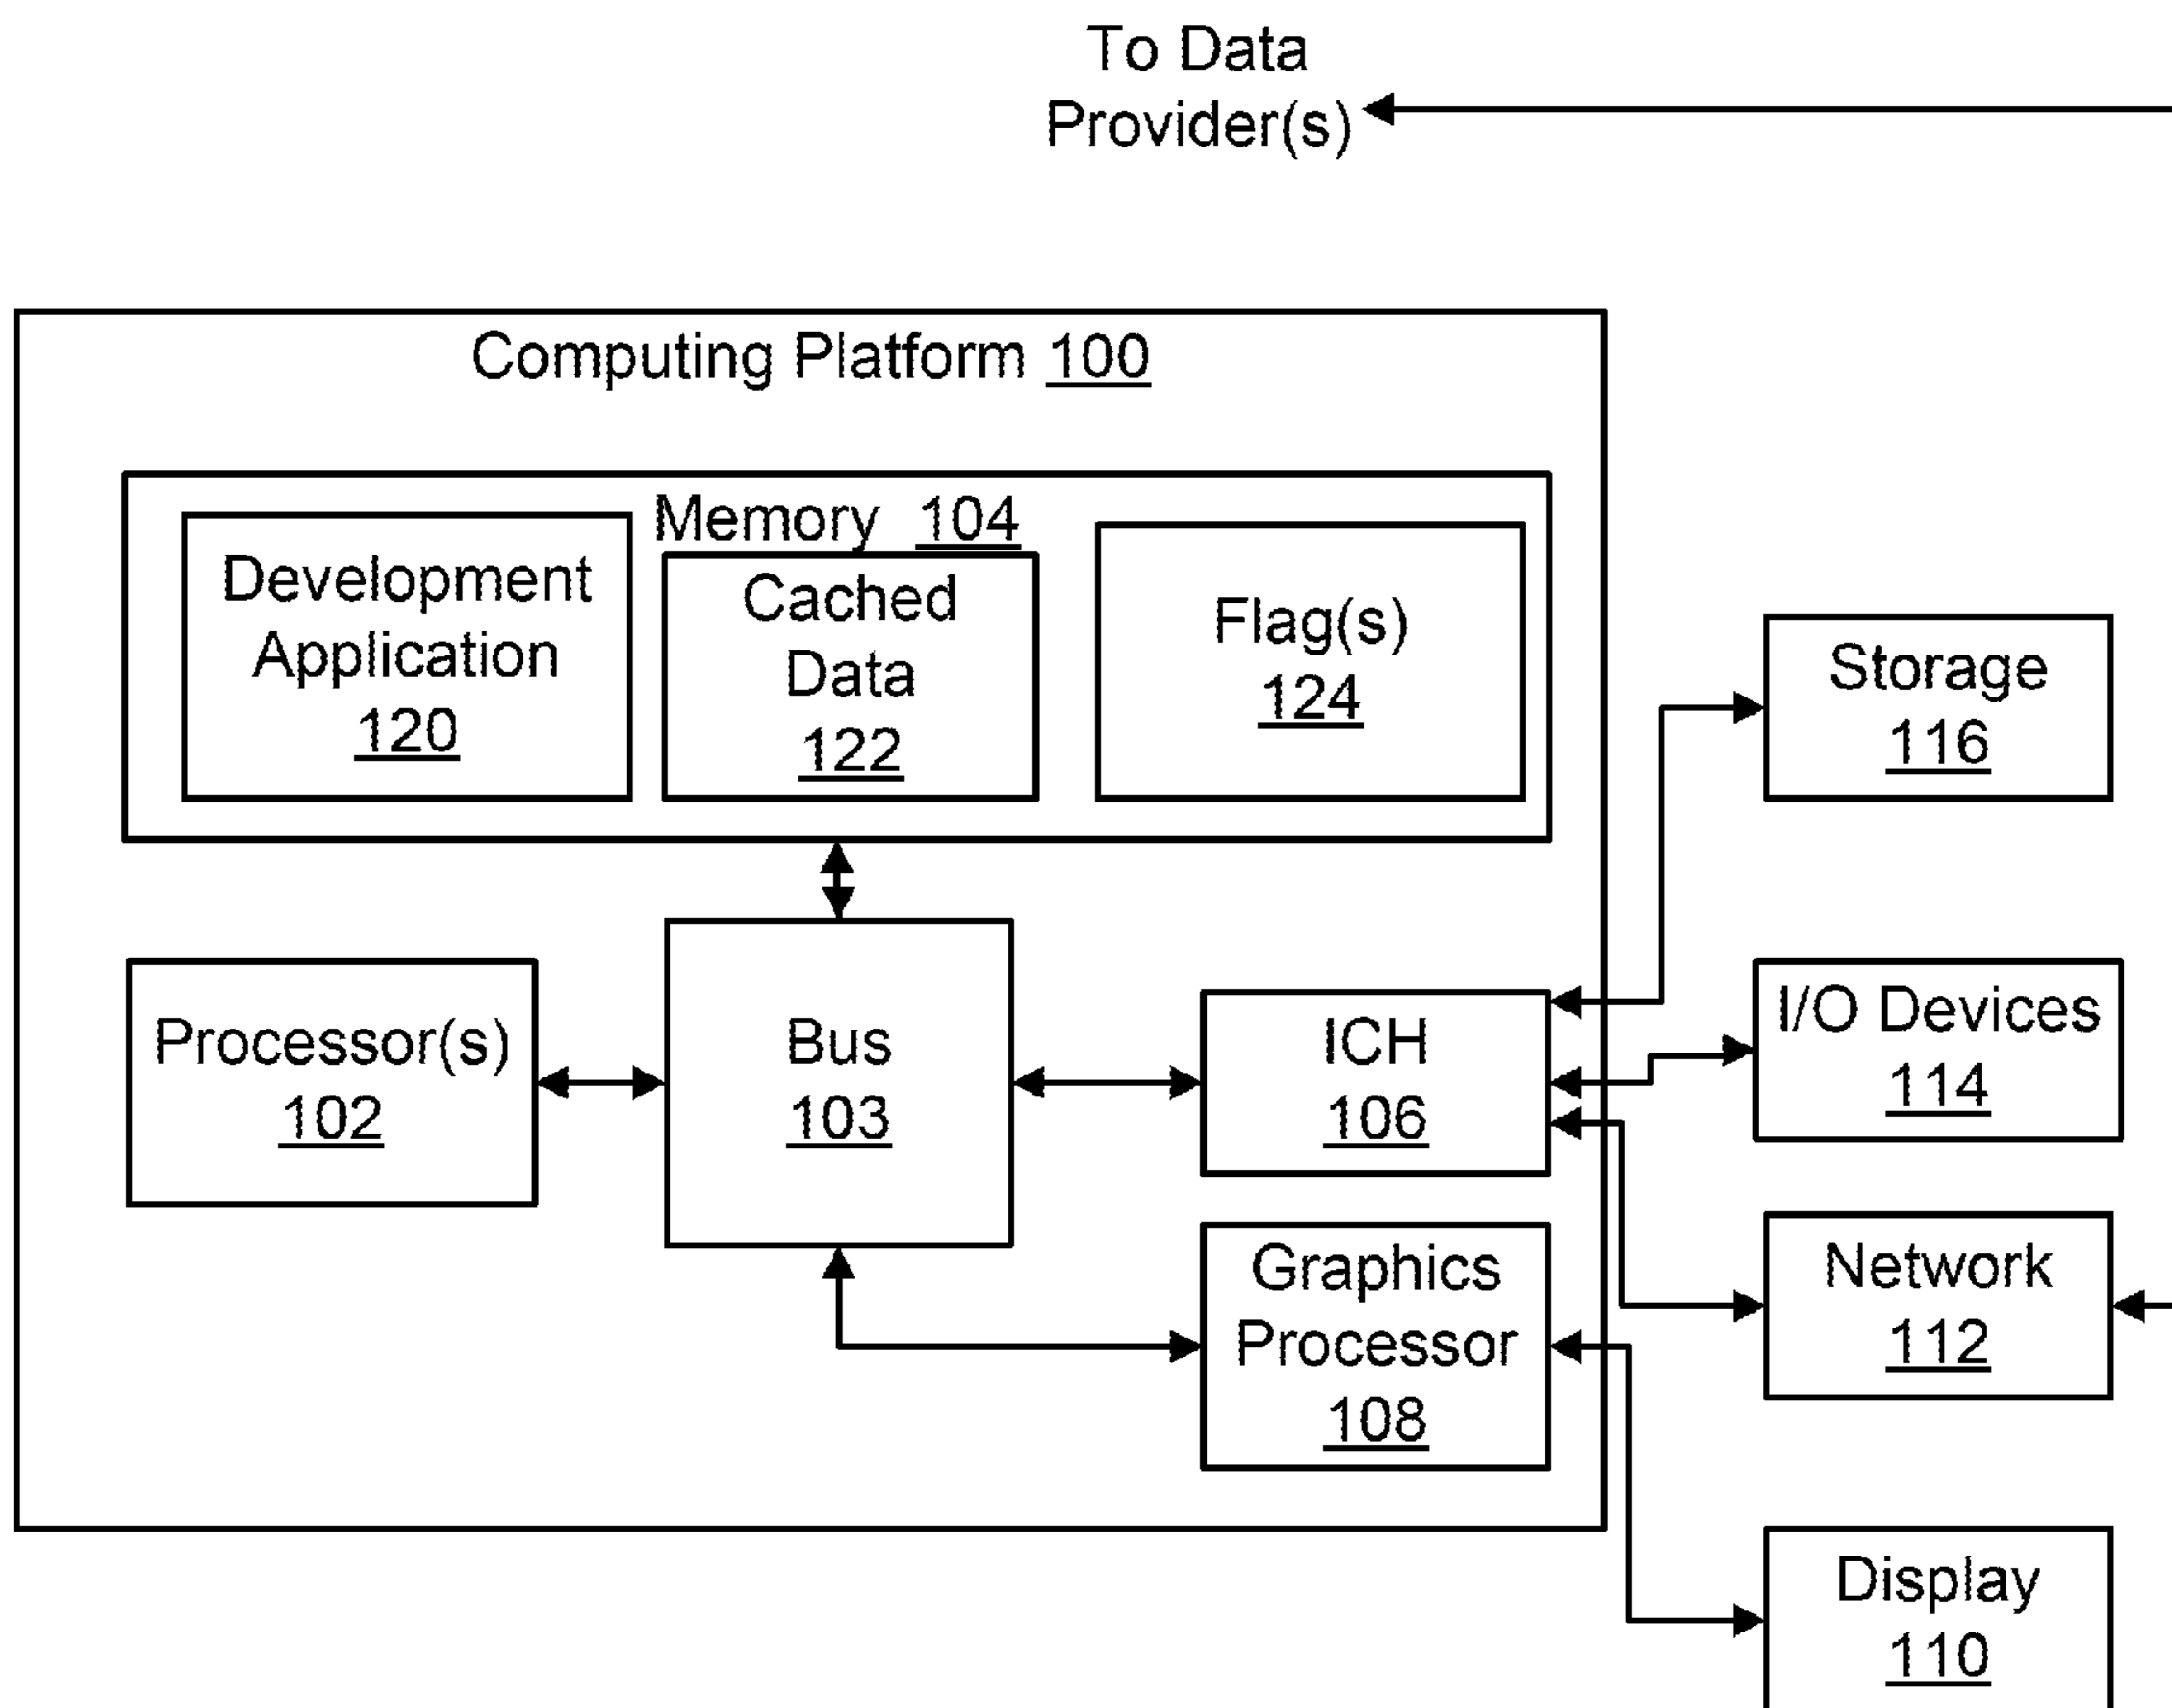 To Data
Provider(s)
Computing Platform 100
Memory 104
Development
Application
120
Cached
Data
122
Flag(s)
124
Storage
116
Processor(s)
102
Bus
103
ICH
106
I/O Devices
114
Graphics
Processor
108
Network
112
Display
110